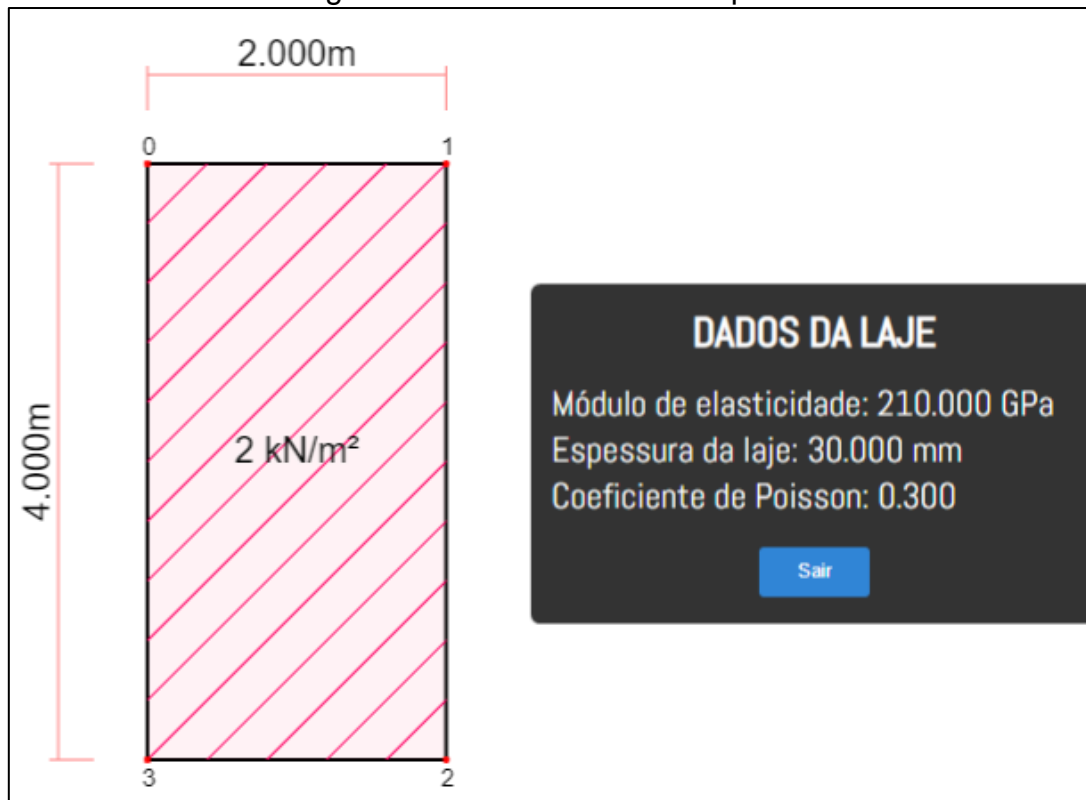 2.000m
0
1
4.000m
2 kN/m²
3
2
DADOS DA LAJE
Módulo de elasticidade: 210.000 GPa
Espessura da laje: 30.000 mm
Coeficiente de Poisson: 0.300
Sair